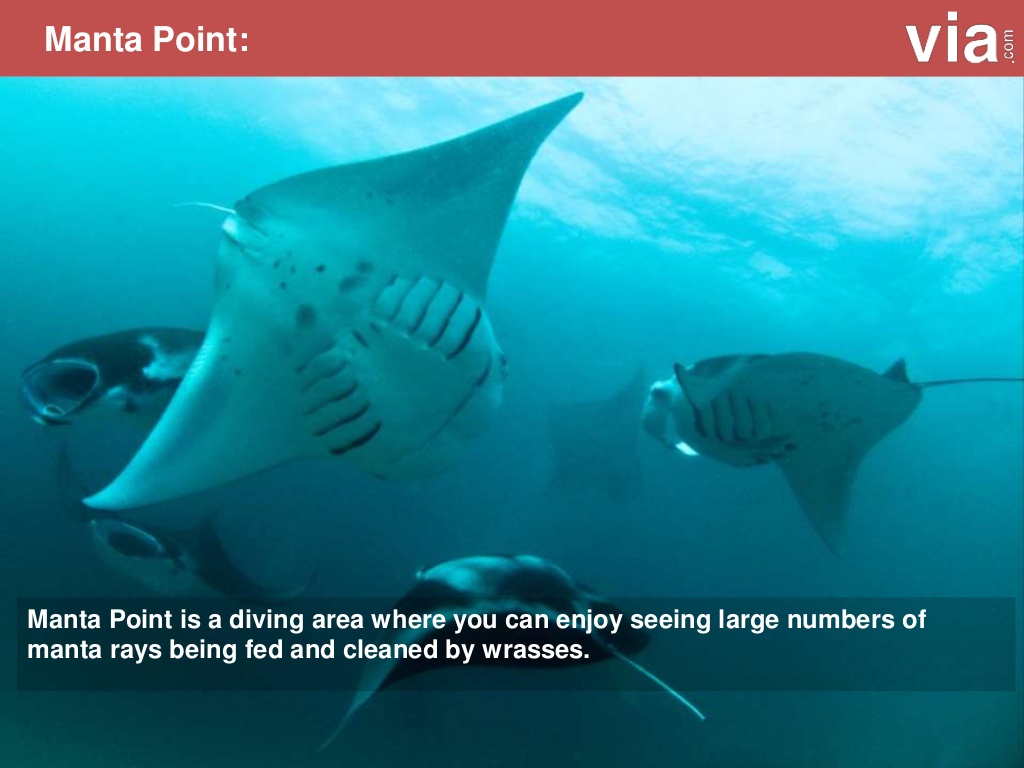 Manta Point:
via.com
Manta Point is a diving area where you can enjoy seeing large numbers of
manta rays being fed and cleaned by wrasses.